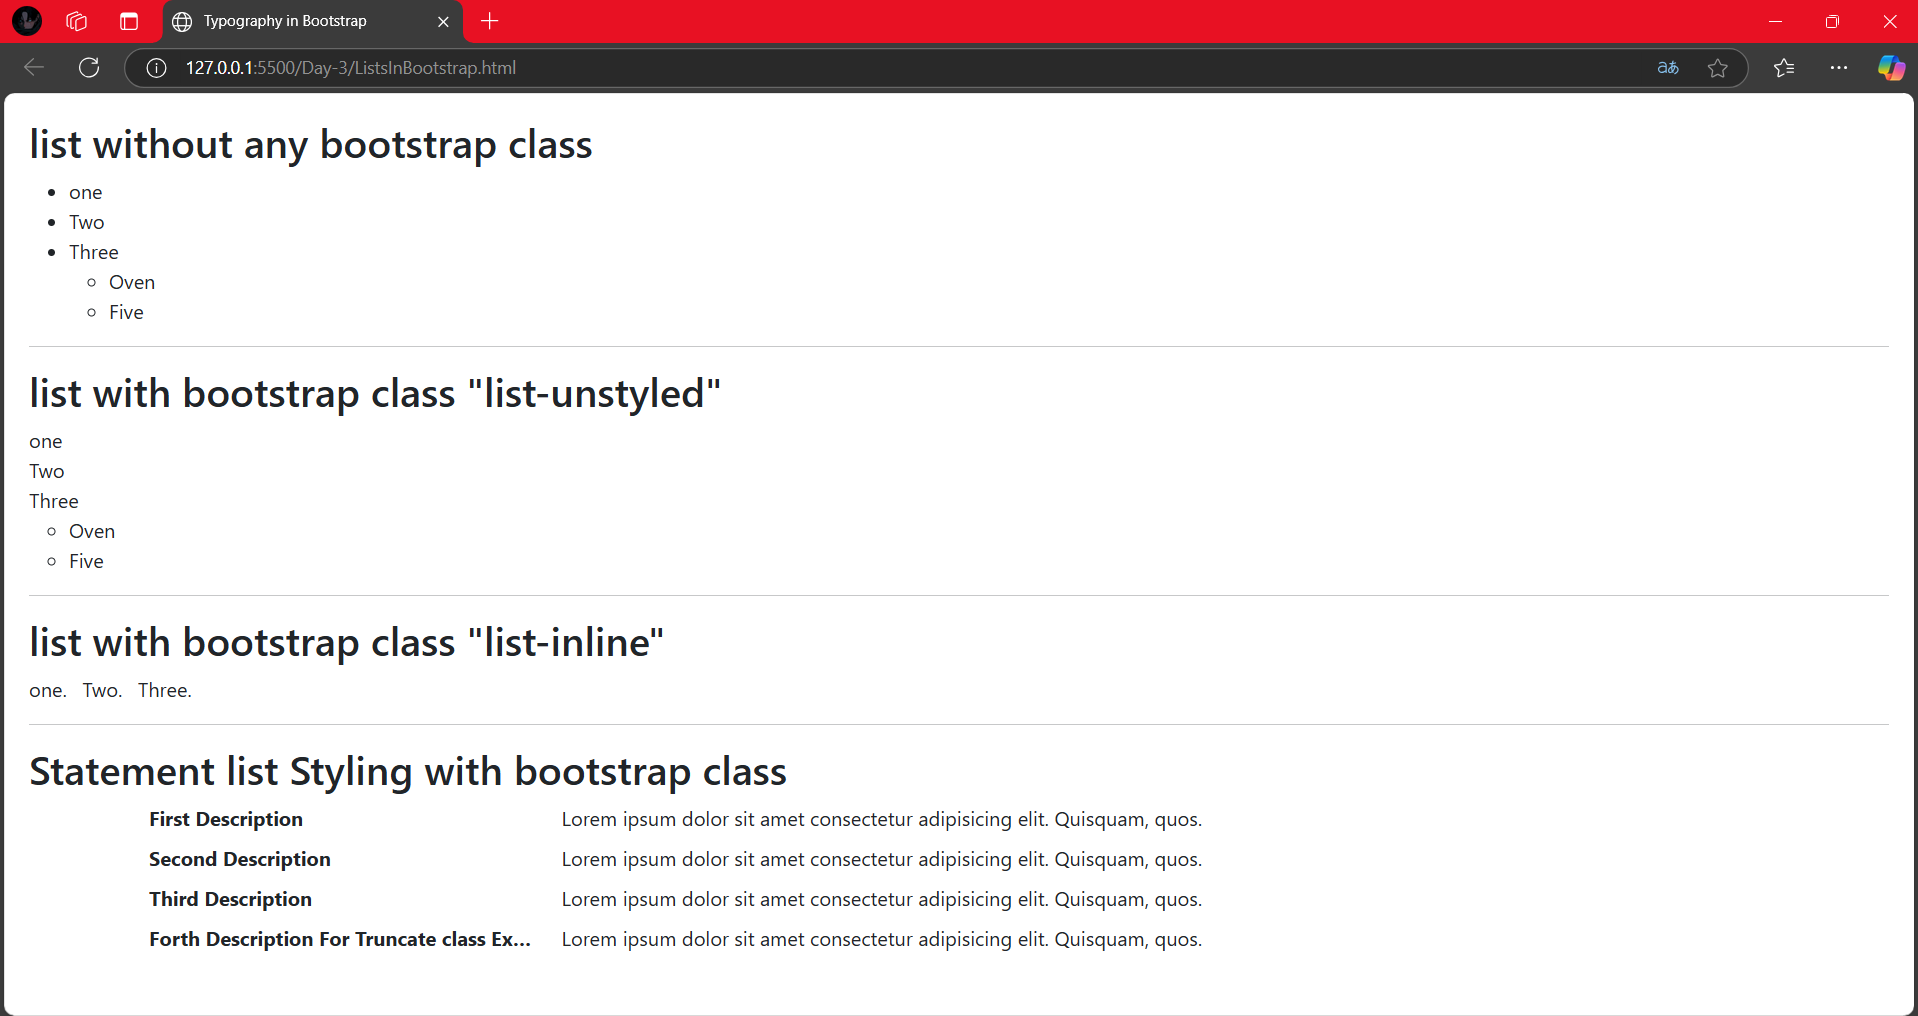 Typography in Bootstrap
127.0.0.1:5500/Day-3/ListsInBootstrap.html
aあ
list without any bootstrap class
one
Two
Three
Oven
Five
list with bootstrap class "list-unstyled"
one
Two
Three
Oven
Five
list with bootstrap class "list-inline"
one. Two. Three.
Statement list Styling with bootstrap class
First Description Lorem ipsum dolor sit amet consectetur adipisicing elit. Quisquam, quos.
Second Description Lorem ipsum dolor sit amet consectetur adipisicing elit. Quisquam, quos.
Third Description Lorem ipsum dolor sit amet consectetur adipisicing elit. Quisquam, quos.
Forth Description For Truncate class Ex... Lorem ipsum dolor sit amet consectetur adipisicing elit. Quisquam, quos.